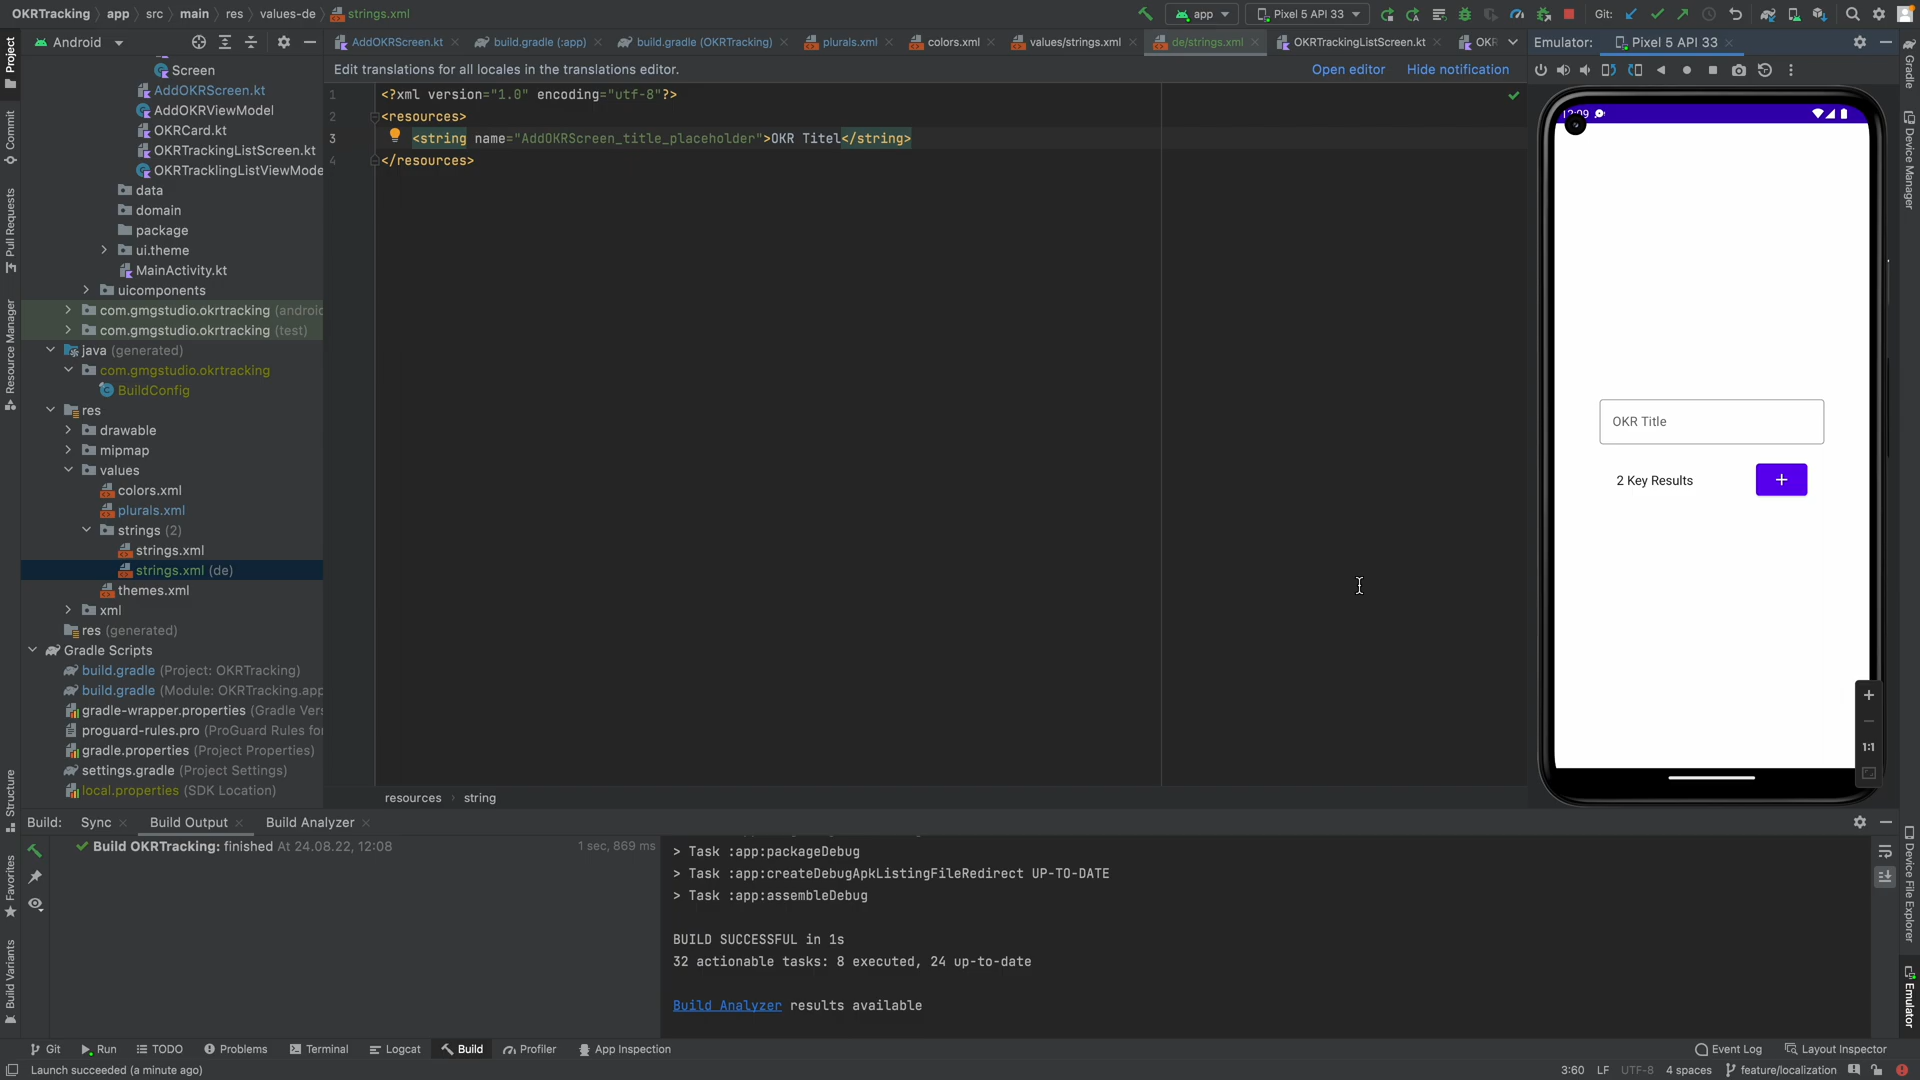 OKRTracking app src main res values-de strings.xml
app Pixel 5 API 33 Git:
Android
AddOKRScreen.kt build.gradle (:app) build.gradle (OKRTracking) plurals.xml colors.xml values/strings.xml de/strings.xml OKRTrackingListScreen.kt OKR
Emulator: Pixel 5 API 33
Edit translations for all locales in the translations editor. Open editor Hide notification
Project
Commit
Pull Requests
Resource Manager
Structure
Favorites
Build Variants
Screen
AddOKRScreen.kt
AddOKRViewModel
OKRCard.kt
OKRTrackingListScreen.kt
OKRTracklingListViewMode
data
domain
package
ui.theme
MainActivity.kt
uicomponents
com.gmgstudio.okrtracking (androic
com.gmgstudio.okrtracking (test)
java (generated)
com.gmgstudio.okrtracking
BuildConfig
res
drawable
mipmap
values
colors.xml
plurals.xml
strings (2)
strings.xml
strings.xml (de)
themes.xml
xml
res (generated)
Gradle Scripts
build.gradle (Project: OKRTracking)
build.gradle (Module: OKRTracking.app
gradle-wrapper.properties (Gradle Vers
proguard-rules.pro (ProGuard Rules fo
gradle.properties (Project Properties)
settings.gradle (Project Settings)
local.properties (SDK Location)
1 <?xml version="1.0" encoding="utf-8"?>
2 <resources>
3 <string name="AddOKRScreen_title_placeholder">OKR Titel</string>
4 </resources>
resources string
OKR Title
2 Key Results +
1:1
Gradle
Device Manager
Device File Explorer
Emulator
Build: Sync Build Output Build Analyzer
Build OKRTracking: finished At 24.08.22, 12:08 1 sec, 869 ms
> Task :app:packageDebug
> Task :app:createDebugApkListingFileRedirect UP-TO-DATE
> Task :app:assembleDebug
BUILD SUCCESSFUL in 1s
32 actionable tasks: 8 executed, 24 up-to-date
Build Analyzer results available
Git Run TODO Problems Terminal Logcat Build Profiler App Inspection Event Log Layout Inspector
Launch succeeded (a minute ago) 3:60 LF UTF-8 4 spaces feature/localization